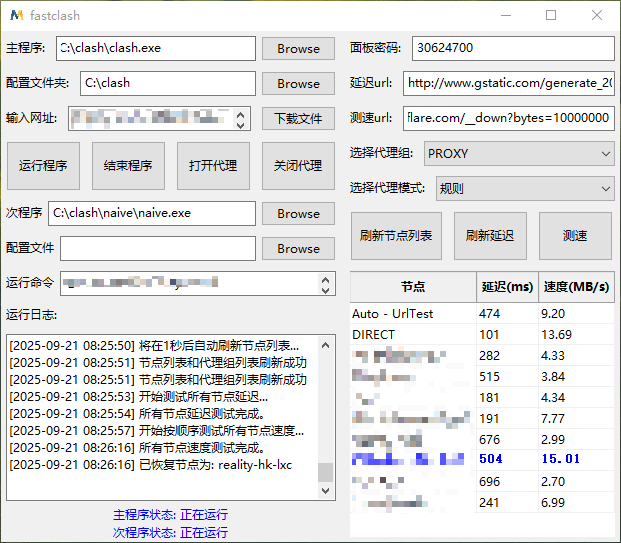 fastclash
主程序: C:\clash\clash.exe Browse
配置文件夹: C:\clash Browse
输入网址: 下载文件
运行程序 结束程序 打开代理 关闭代理
次程序 C:\clash\naive\naive.exe Browse
配置文件 Browse
运行命令
运行日志:
[2025-09-21 08:25:50] 将在1秒后自动刷新节点列表...
[2025-09-21 08:25:51] 节点列表和代理组列表刷新成功
[2025-09-21 08:25:51] 节点列表和代理组列表刷新成功
[2025-09-21 08:25:53] 开始测试所有节点延迟...
[2025-09-21 08:25:54] 所有节点延迟测试完成。
[2025-09-21 08:25:57] 开始按顺序测试所有节点速度...
[2025-09-21 08:26:16] 所有节点速度测试完成。
[2025-09-21 08:26:16] 已恢复节点为: reality-hk-lxc
主程序状态: 正在运行
次程序状态: 正在运行
面板密码: 30624700
延迟url: http://www.gstatic.com/generate_20
测速url: flare.com/__down?bytes=10000000
选择代理组: PROXY
选择代理模式: 规则
刷新节点列表 刷新延迟 测速
节点 延迟(ms) 速度(MB/s)
Auto - UrlTest 474 9.20
DIRECT 101 13.69
282 4.33
515 3.84
181 4.34
191 7.77
676 2.99
504 15.01
696 2.70
241 6.99